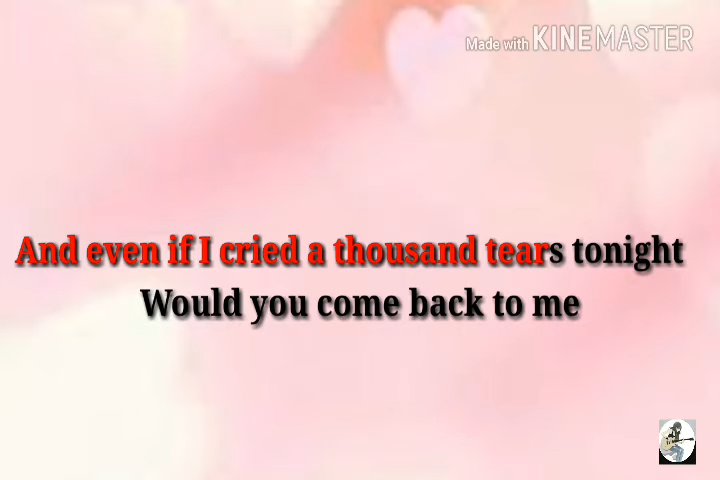 Made with KINEMASTER
And even if I cried a thousand tears tonight
Would you come back to me